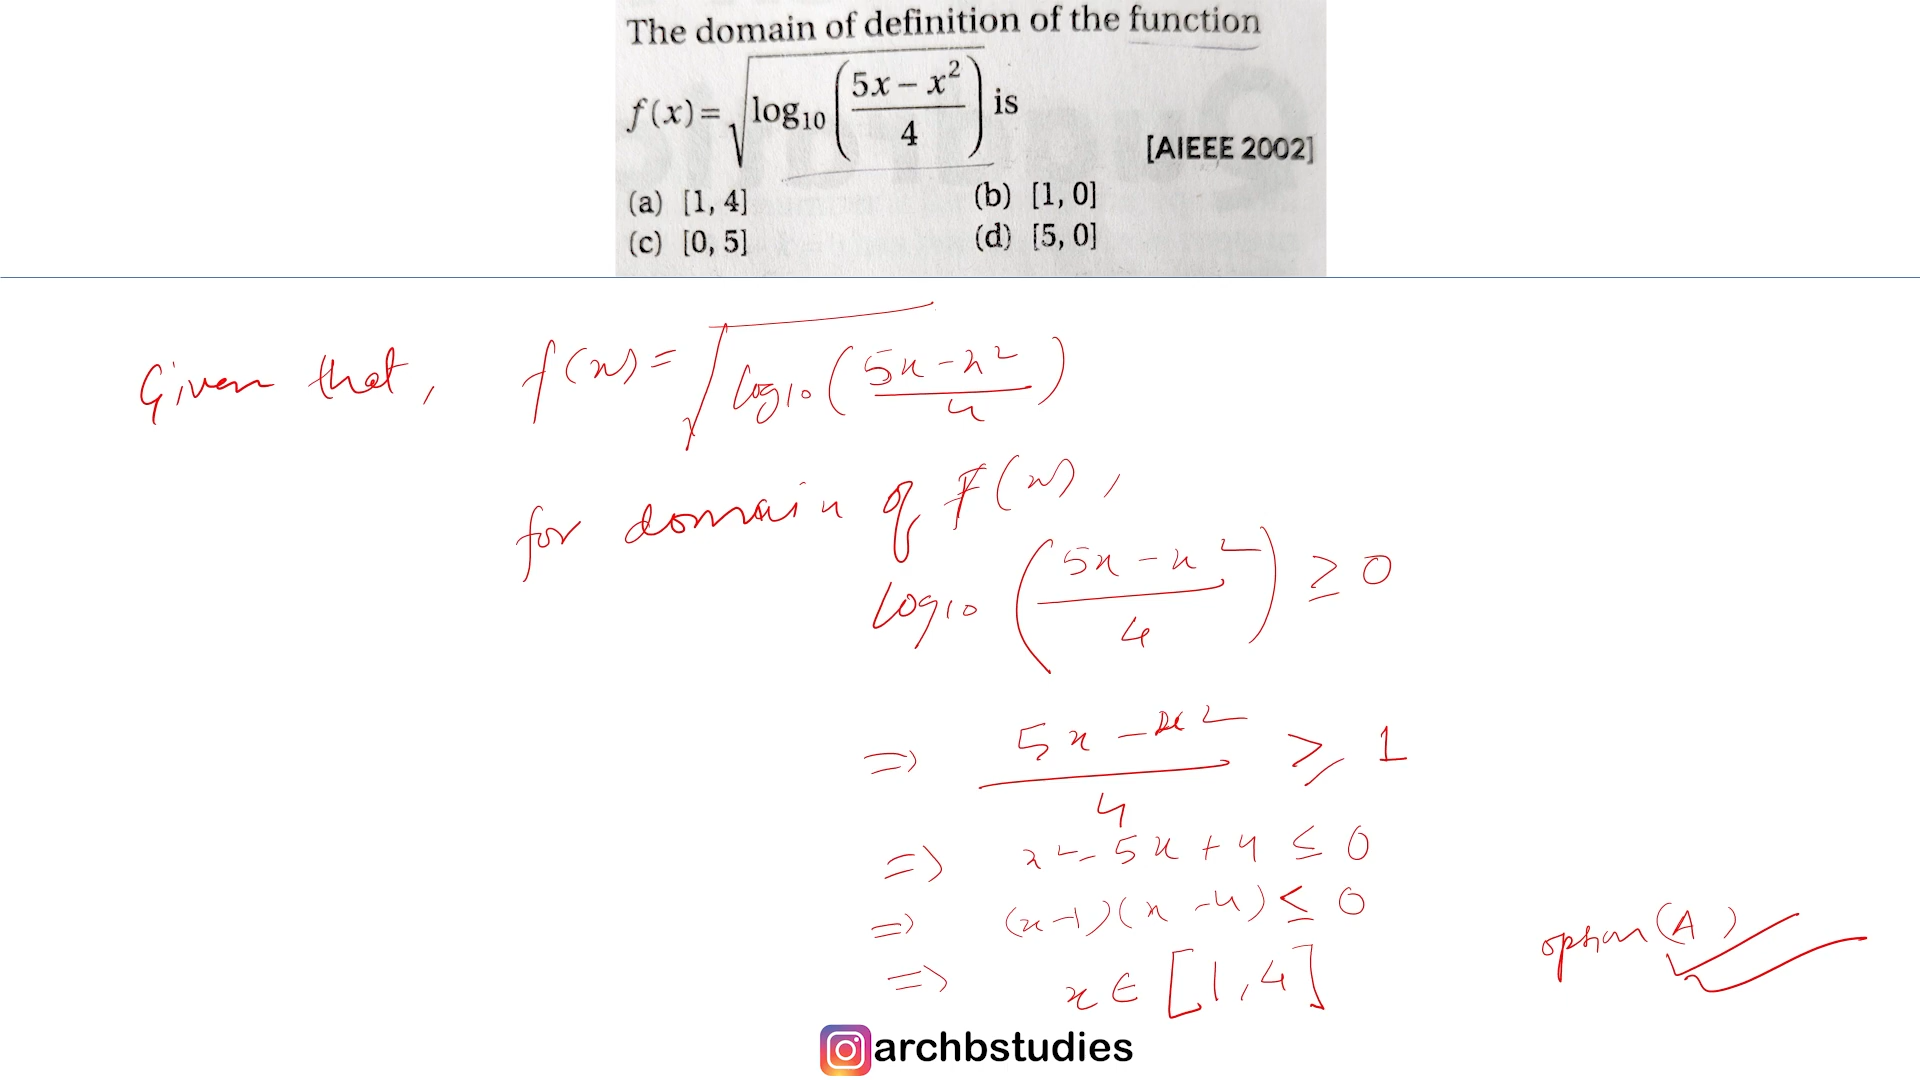 The domain of definition of the function
f(x) = √(log₁₀((5x − x²)/4)) is
[AIEEE 2002]
(a) [1, 4] (b) [1, 0]
(c) [0, 5] (d) [5, 0]
Given that, f(x) = √(log₁₀((5x − x²)/4))
for domain of f(x),
log₁₀((5x − x²)/4) ≥ 0
=> (5x − x²)/4 ≥ 1
=> x² − 5x + 4 ≤ 0
=> (x−1)(x−4) ≤ 0
=> x ∈ [1, 4]
option (A)
archbstudies